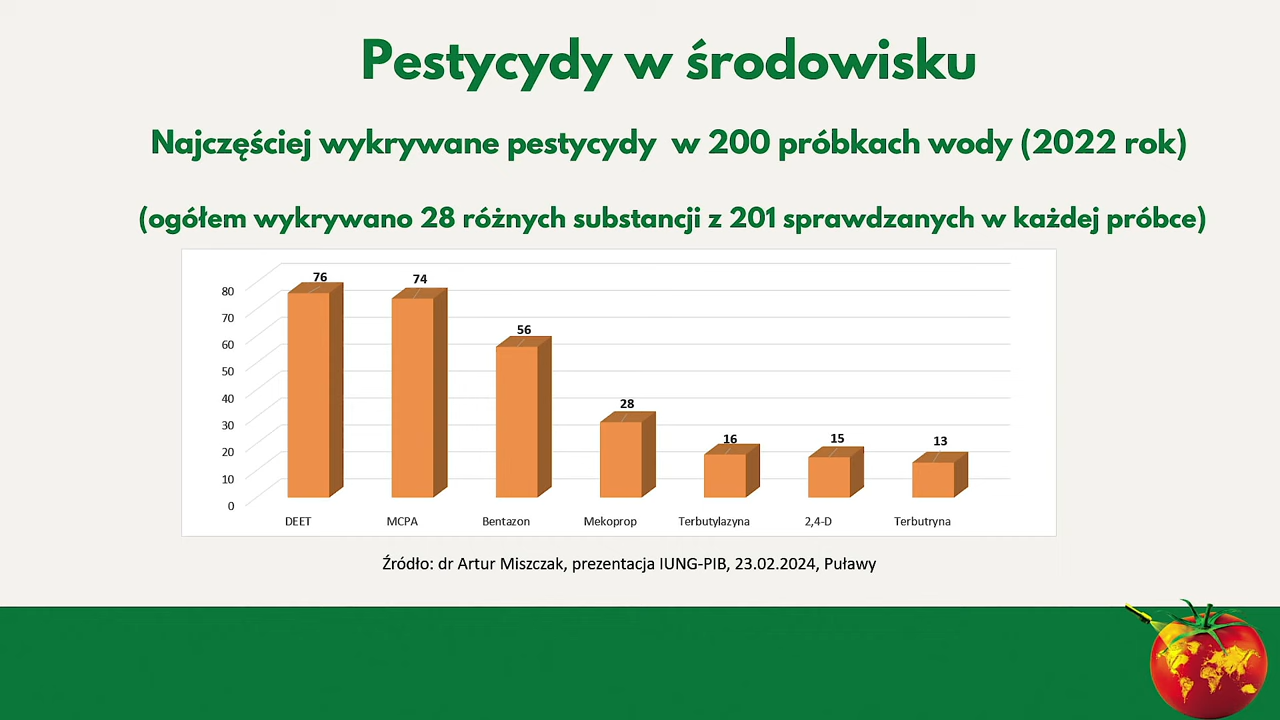 Pestycydy w środowisku
Najczęściej wykrywane pestycydy w 200 próbkach wody (2022 rok)
(ogółem wykrywano 28 różnych substancji z 201 sprawdzanych w każdej próbce)
76
74
56
28
16
15
13
80
70
60
50
40
30
20
10
0
DEET
MCPA
Bentazon
Mekoprop
Terbutylazyna
2,4-D
Terbutryna
Źródło: dr Artur Miszczak, prezentacja IUNG-PIB, 23.02.2024, Puławy